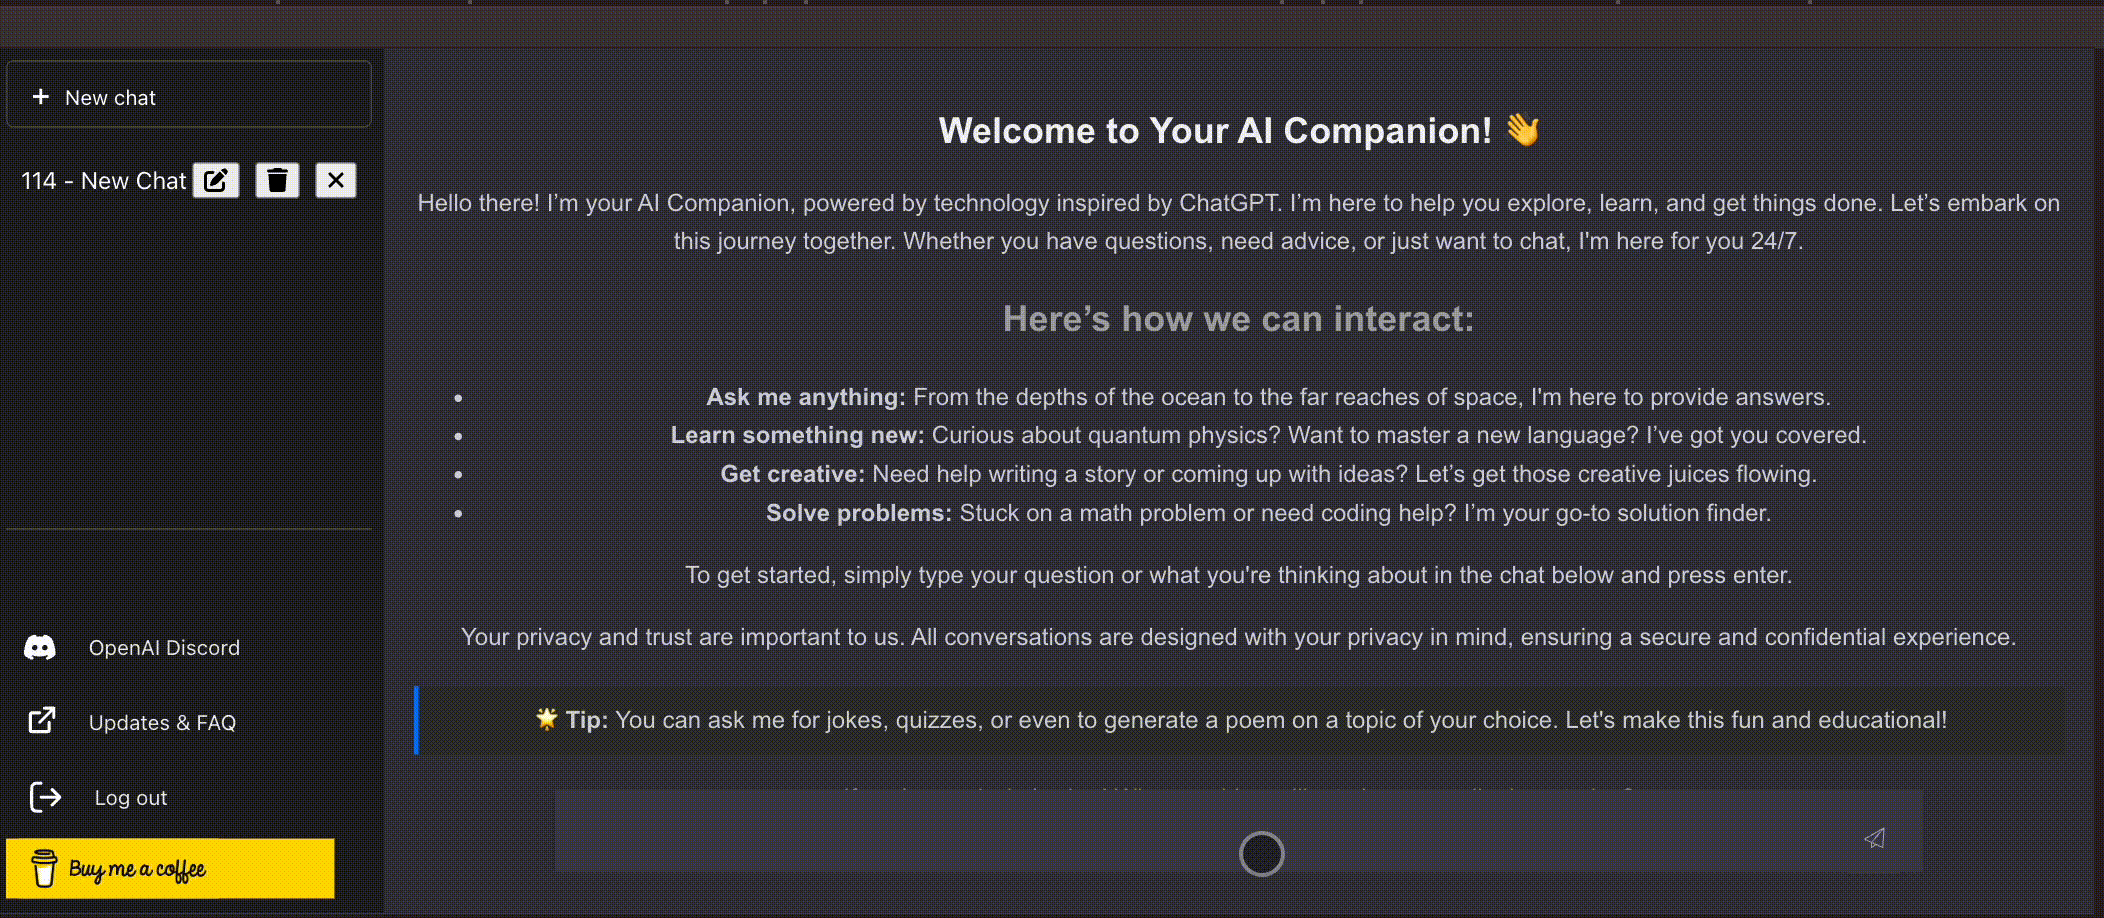 New chat
114 - New Chat
Welcome to Your AI Companion! 👋
Hello there! I’m your AI Companion, powered by technology inspired by ChatGPT. I’m here to help you explore, learn, and get things done. Let’s embark on
this journey together. Whether you have questions, need advice, or just want to chat, I'm here for you 24/7.
Here’s how we can interact:
• Ask me anything: From the depths of the ocean to the far reaches of space, I'm here to provide answers.
• Learn something new: Curious about quantum physics? Want to master a new language? I’ve got you covered.
• Get creative: Need help writing a story or coming up with ideas? Let’s get those creative juices flowing.
• Solve problems: Stuck on a math problem or need coding help? I’m your go-to solution finder.
To get started, simply type your question or what you're thinking about in the chat below and press enter.
Your privacy and trust are important to us. All conversations are designed with your privacy in mind, ensuring a secure and confidential experience.
🌟 Tip: You can ask me for jokes, quizzes, or even to generate a poem on a topic of your choice. Let's make this fun and educational!
OpenAI Discord
Updates & FAQ
Log out
Buy me a coffee